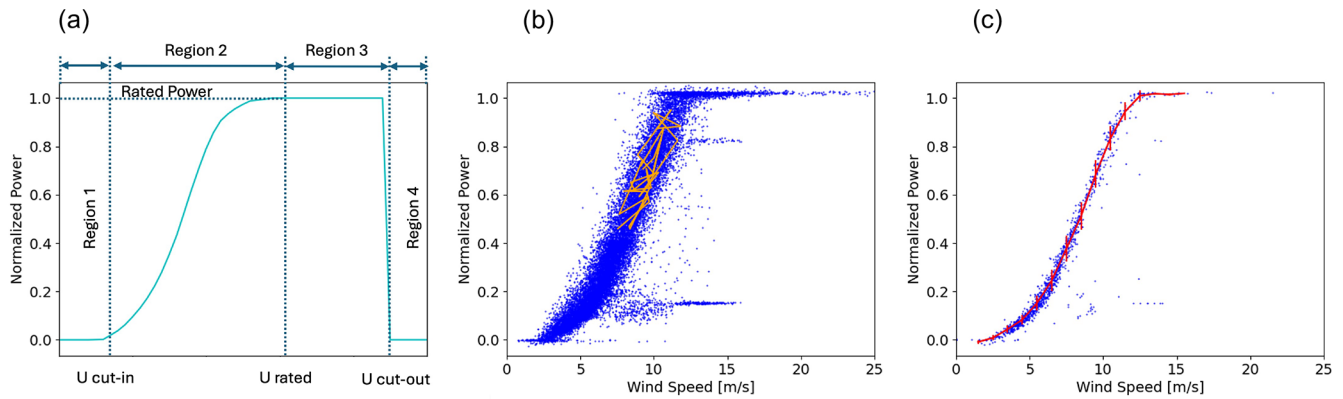 (a)
Region 2
Region 3
Rated Power
1.0
0.8
0.6
0.4
0.2
0.0
Normalized Power
Region 1
Region 4
U cut-in
U rated
U cut-out
(b)
1.0
0.8
0.6
0.4
0.2
0.0
Normalized Power
0 5 10 15 20 25
Wind Speed [m/s]
(c)
1.0
0.8
0.6
0.4
0.2
0.0
Normalized Power
0 5 10 15 20 25
Wind Speed [m/s]